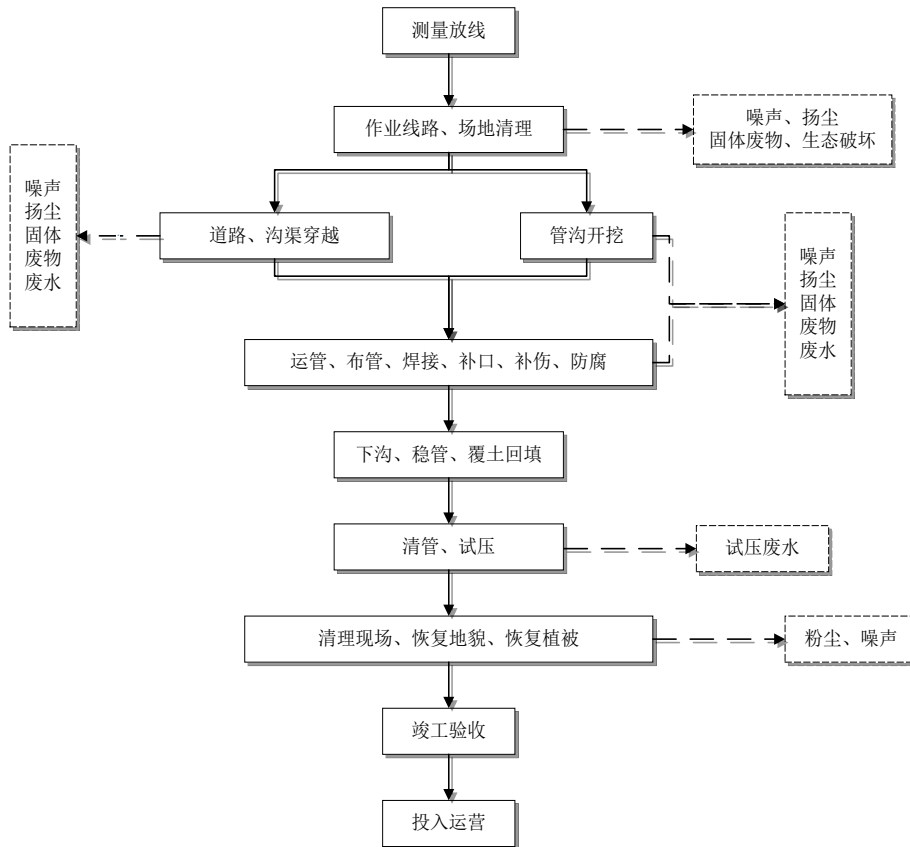 测量放线
作业线路、场地清理
噪声、扬尘
固体废物、生态破坏
噪声
扬尘
固体
废物
废水
道路、沟渠穿越
管沟开挖
噪声
扬尘
固体
废物
废水
运管、布管、焊接、补口、补伤、防腐
下沟、稳管、覆土回填
清管、试压
试压废水
清理现场、恢复地貌、恢复植被
粉尘、噪声
竣工验收
投入运营